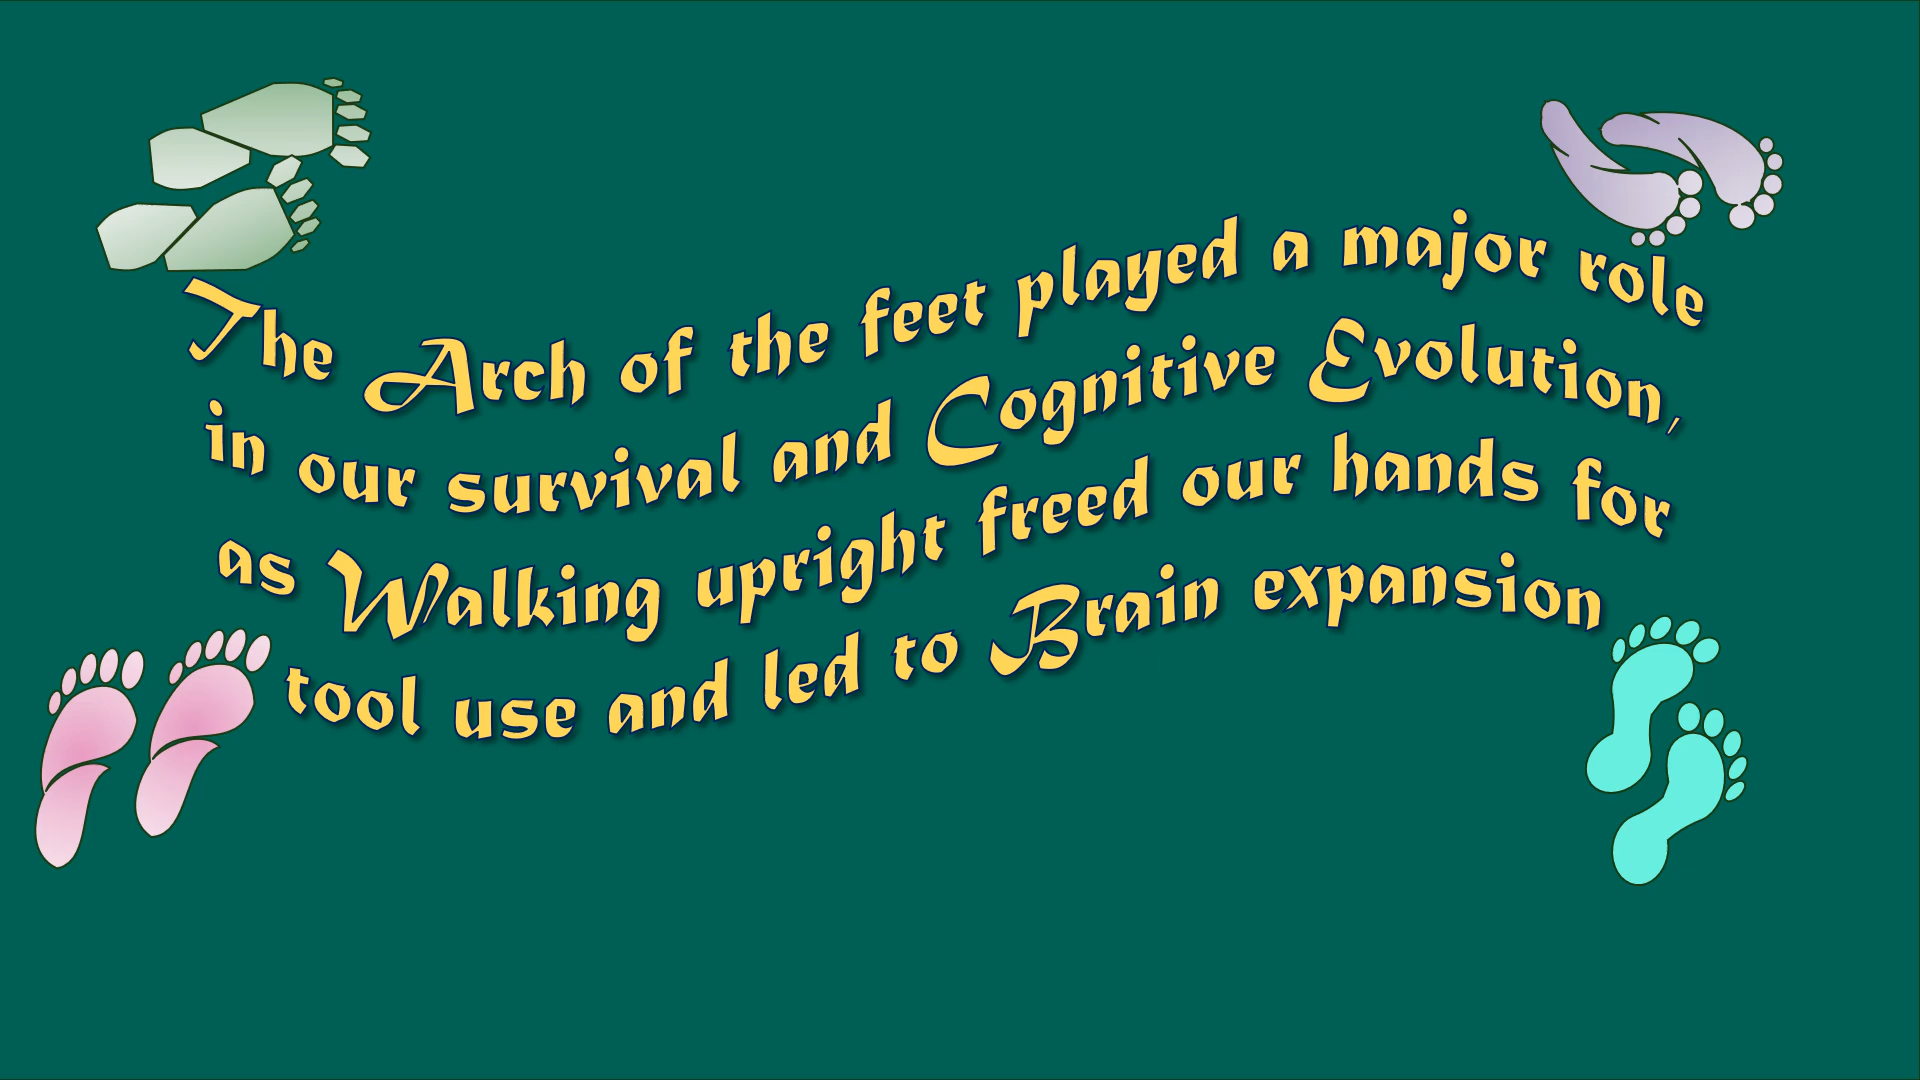 The Arch of the feet played a major role
in our survival and Cognitive Evolution,
as Walking upright freed our hands for
tool use and led to Brain expansion